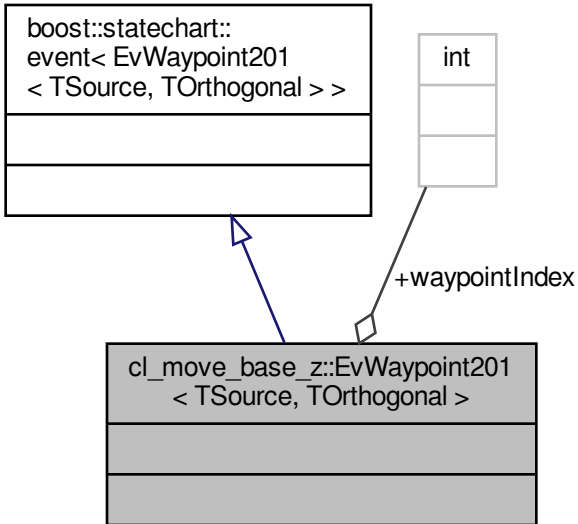 boost::statechart::
event< EvWaypoint201
< TSource, TOrthogonal > >
int
+waypointIndex
cl_move_base_z::EvWaypoint201
< TSource, TOrthogonal >